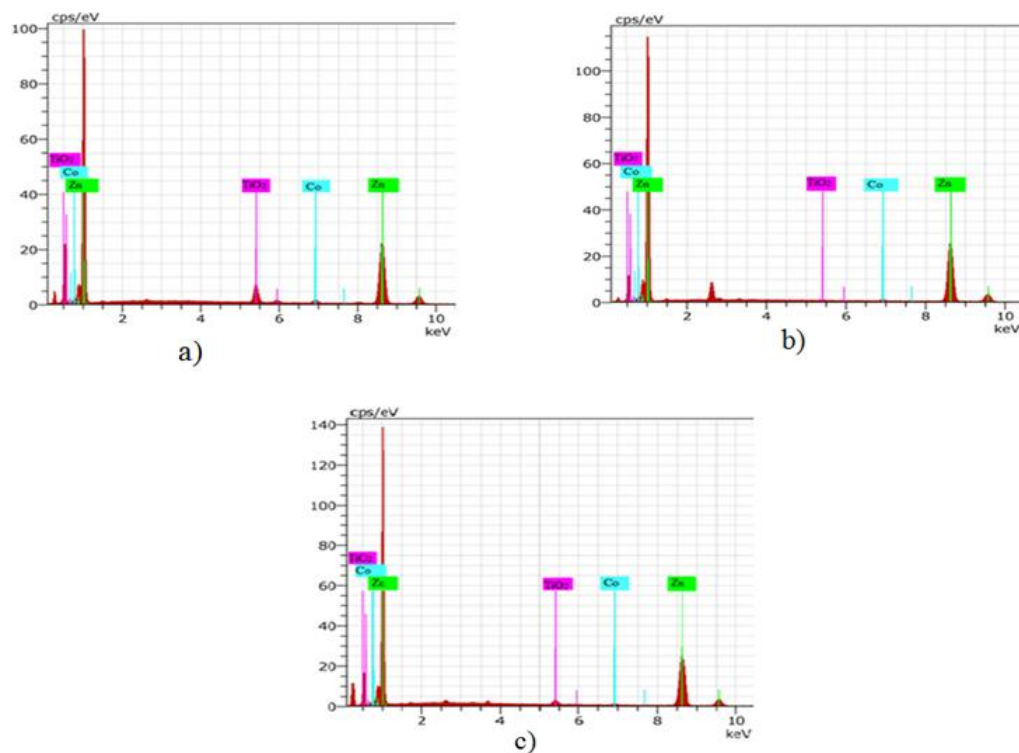 cps/eV
100
80
60
40
20
0
TiO₂
Co
Zn
TiO₂
Co
Zn
2
4
6
8
10
keV
a)
cps/eV
100
80
60
40
20
0
TiO₂
Co
Zn
TiO₂
Co
Zn
2
4
6
8
10
keV
b)
cps/eV
140
120
100
80
60
40
20
0
TiO₂
Co
Zn
TiO₂
Co
Zn
2
4
6
8
10
keV
c)